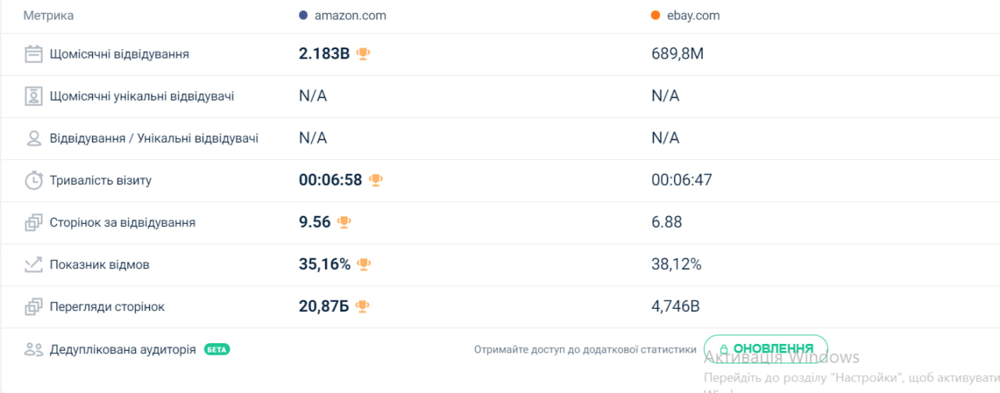 Метрика amazon.com ebay.com
Щомісячні відвідування 2.183B 689,8M
Щомісячні унікальні відвідувачі N/A N/A
Відвідування / Унікальні відвідувачі N/A N/A
Тривалість візиту 00:06:58 00:06:47
Сторінок за відвідування 9.56 6.88
Показник відмов 35,16% 38,12%
Перегляди сторінок 20,87Б 4,746B
Дедуплікована аудиторія БЕТА Отримайте доступ до додаткової статистики ОНОВЛЕННЯ
Активація Windows
Перейдіть до розділу "Настройки", щоб активувати